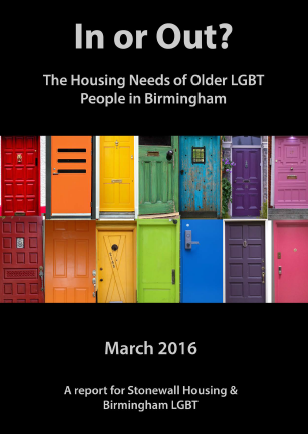 In or Out?
The Housing Needs of Older LGBT
People in Birmingham
March 2016
A report for Stonewall Housing &
Birmingham LGBT